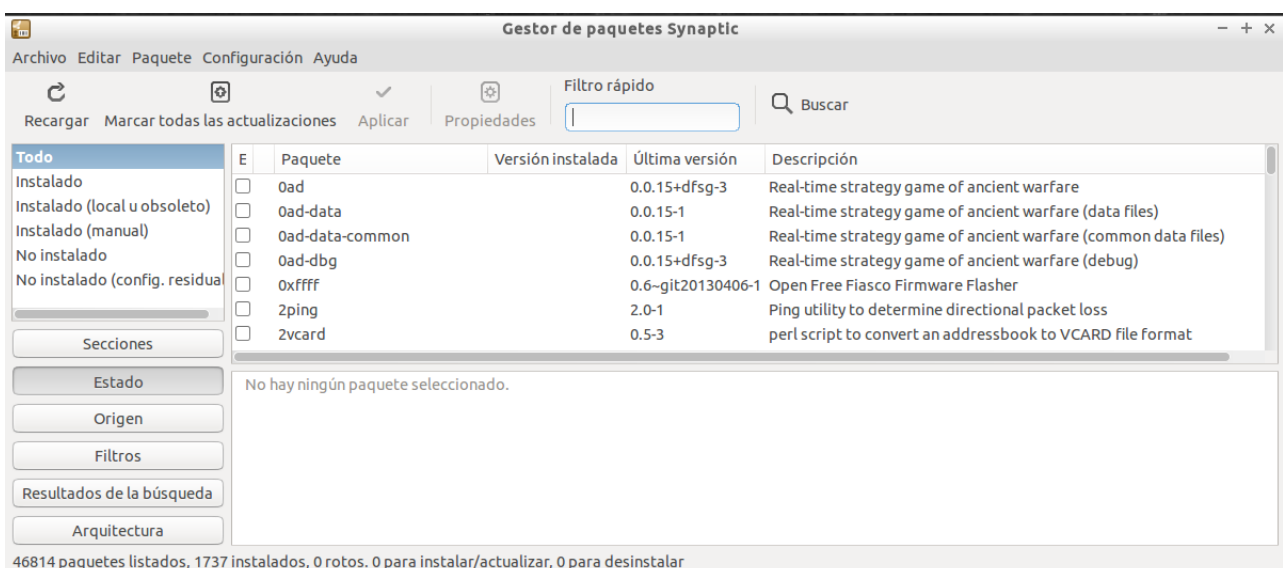 Gestor de paquetes Synaptic
Archivo Editar Paquete Configuración Ayuda
Recargar Marcar todas las actualizaciones Aplicar Propiedades Filtro rápido Buscar
Todo
Instalado
Instalado (local u obsoleto)
Instalado (manual)
No instalado
No instalado (config. residual
Secciones
Estado
Origen
Filtros
Resultados de la búsqueda
Arquitectura
E Paquete Versión instalada Última versión Descripción
0ad 0.0.15+dfsg-3 Real-time strategy game of ancient warfare
0ad-data 0.0.15-1 Real-time strategy game of ancient warfare (data files)
0ad-data-common 0.0.15-1 Real-time strategy game of ancient warfare (common data files)
0ad-dbg 0.0.15+dfsg-3 Real-time strategy game of ancient warfare (debug)
0xffff 0.6~git20130406-1 Open Free Fiasco Firmware Flasher
2ping 2.0-1 Ping utility to determine directional packet loss
2vcard 0.5-3 perl script to convert an addressbook to VCARD file format
No hay ningún paquete seleccionado.
46814 paquetes listados, 1737 instalados, 0 rotos. 0 para instalar/actualizar, 0 para desinstalar